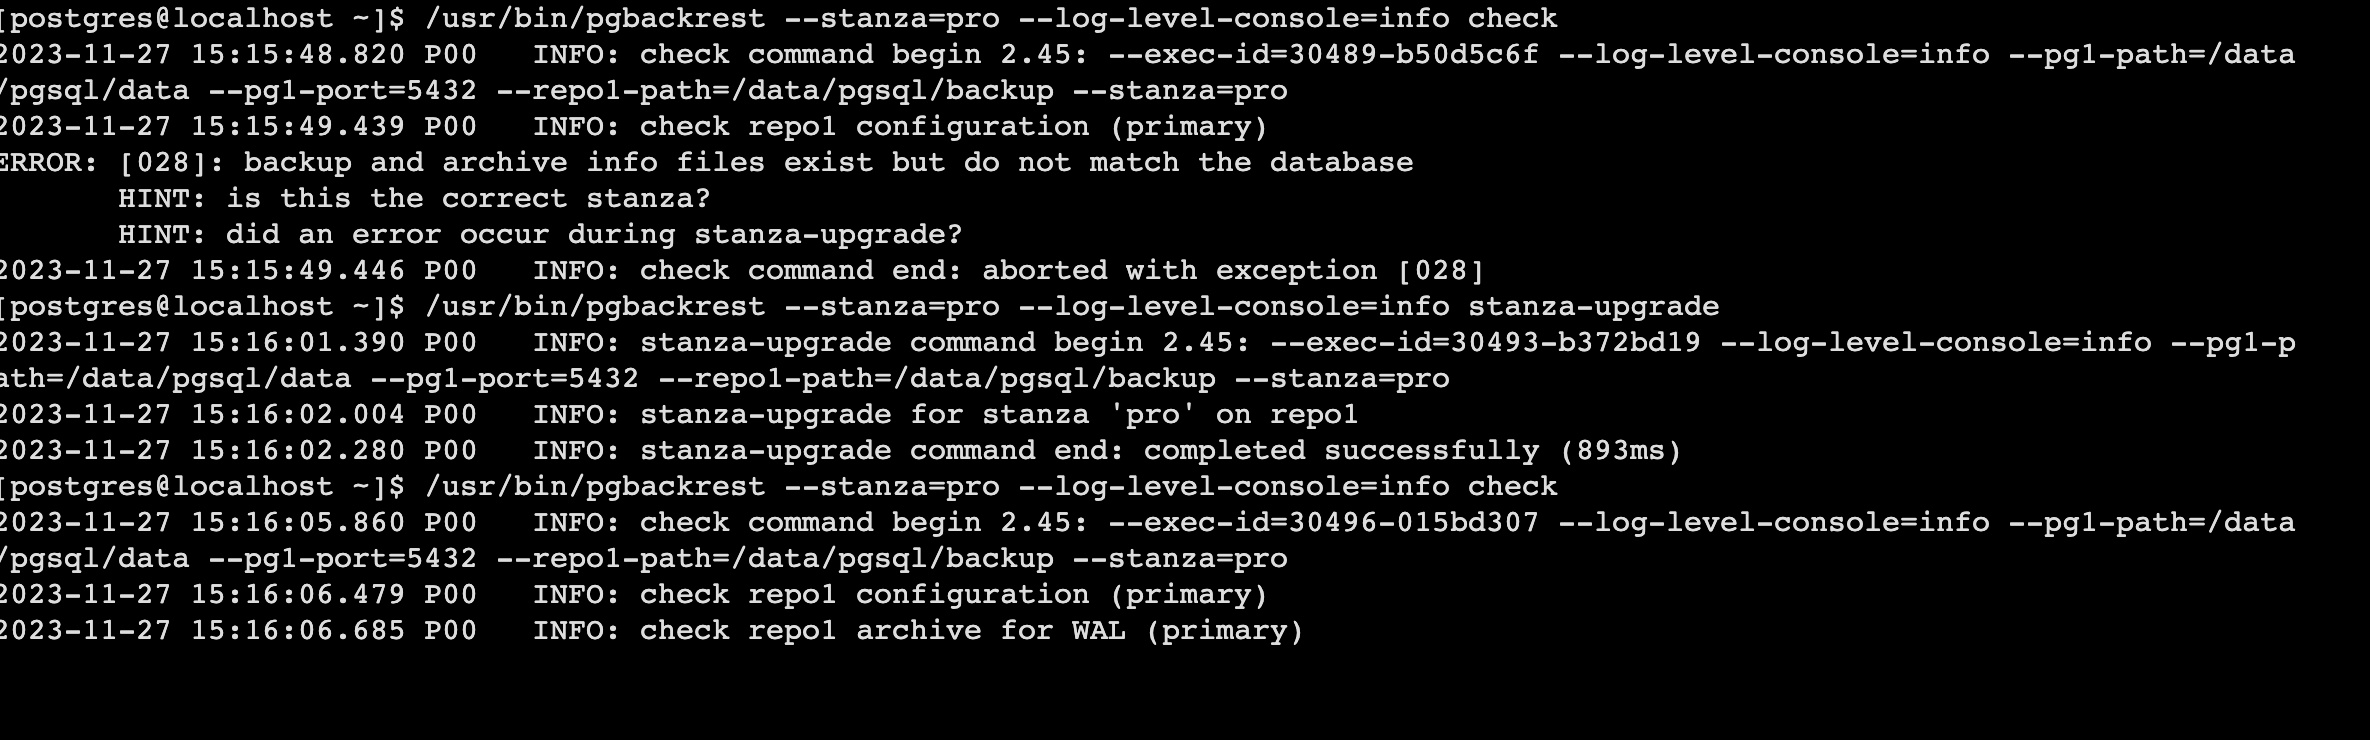 [postgres@localhost ~]$ /usr/bin/pgbackrest --stanza=pro --log-level-console=info check
2023-11-27 15:15:48.820 P00   INFO: check command begin 2.45: --exec-id=30489-b50d5c6f --log-level-console=info --pg1-path=/data
/pgsql/data --pg1-port=5432 --repo1-path=/data/pgsql/backup --stanza=pro
2023-11-27 15:15:49.439 P00   INFO: check repo1 configuration (primary)
ERROR: [028]: backup and archive info files exist but do not match the database
       HINT: is this the correct stanza?
       HINT: did an error occur during stanza-upgrade?
2023-11-27 15:15:49.446 P00   INFO: check command end: aborted with exception [028]
[postgres@localhost ~]$ /usr/bin/pgbackrest --stanza=pro --log-level-console=info stanza-upgrade
2023-11-27 15:16:01.390 P00   INFO: stanza-upgrade command begin 2.45: --exec-id=30493-b372bd19 --log-level-console=info --pg1-p
ath=/data/pgsql/data --pg1-port=5432 --repo1-path=/data/pgsql/backup --stanza=pro
2023-11-27 15:16:02.004 P00   INFO: stanza-upgrade for stanza 'pro' on repo1
2023-11-27 15:16:02.280 P00   INFO: stanza-upgrade command end: completed successfully (893ms)
[postgres@localhost ~]$ /usr/bin/pgbackrest --stanza=pro --log-level-console=info check
2023-11-27 15:16:05.860 P00   INFO: check command begin 2.45: --exec-id=30496-015bd307 --log-level-console=info --pg1-path=/data
/pgsql/data --pg1-port=5432 --repo1-path=/data/pgsql/backup --stanza=pro
2023-11-27 15:16:06.479 P00   INFO: check repo1 configuration (primary)
2023-11-27 15:16:06.685 P00   INFO: check repo1 archive for WAL (primary)